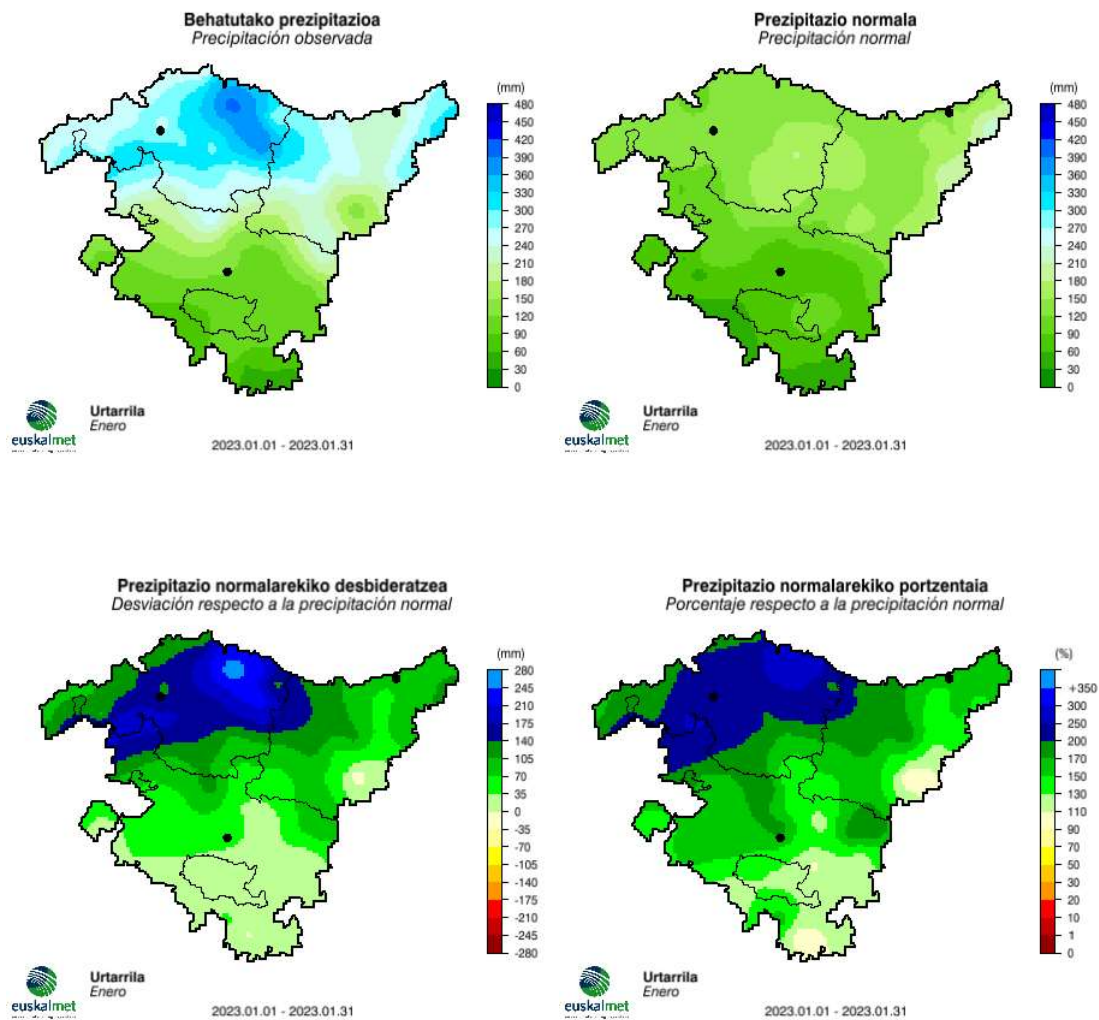 Behatutako prezipitazioa
Precipitación observada
(mm)
480
450
420
390
360
330
300
270
240
210
180
150
120
90
60
30
0
euskalmet
Urtarrila
Enero
2023.01.01 - 2023.01.31
Prezipitazio normala
Precipitación normal
(mm)
480
450
420
390
360
330
300
270
240
210
180
150
120
90
60
30
0
euskalmet
Urtarrila
Enero
2023.01.01 - 2023.01.31
Prezipitazio normalarekiko desbideratzea
Desviación respecto a la precipitación normal
(mm)
280
245
210
175
140
105
70
35
0
-35
-70
-105
-140
-175
-210
-245
-280
euskalmet
Urtarrila
Enero
2023.01.01 - 2023.01.31
Prezipitazio normalarekiko portzentaia
Porcentaje respecto a la precipitación normal
(%)
+350
300
250
200
170
150
130
110
90
70
50
30
20
10
1
0
euskalmet
Urtarrila
Enero
2023.01.01 - 2023.01.31